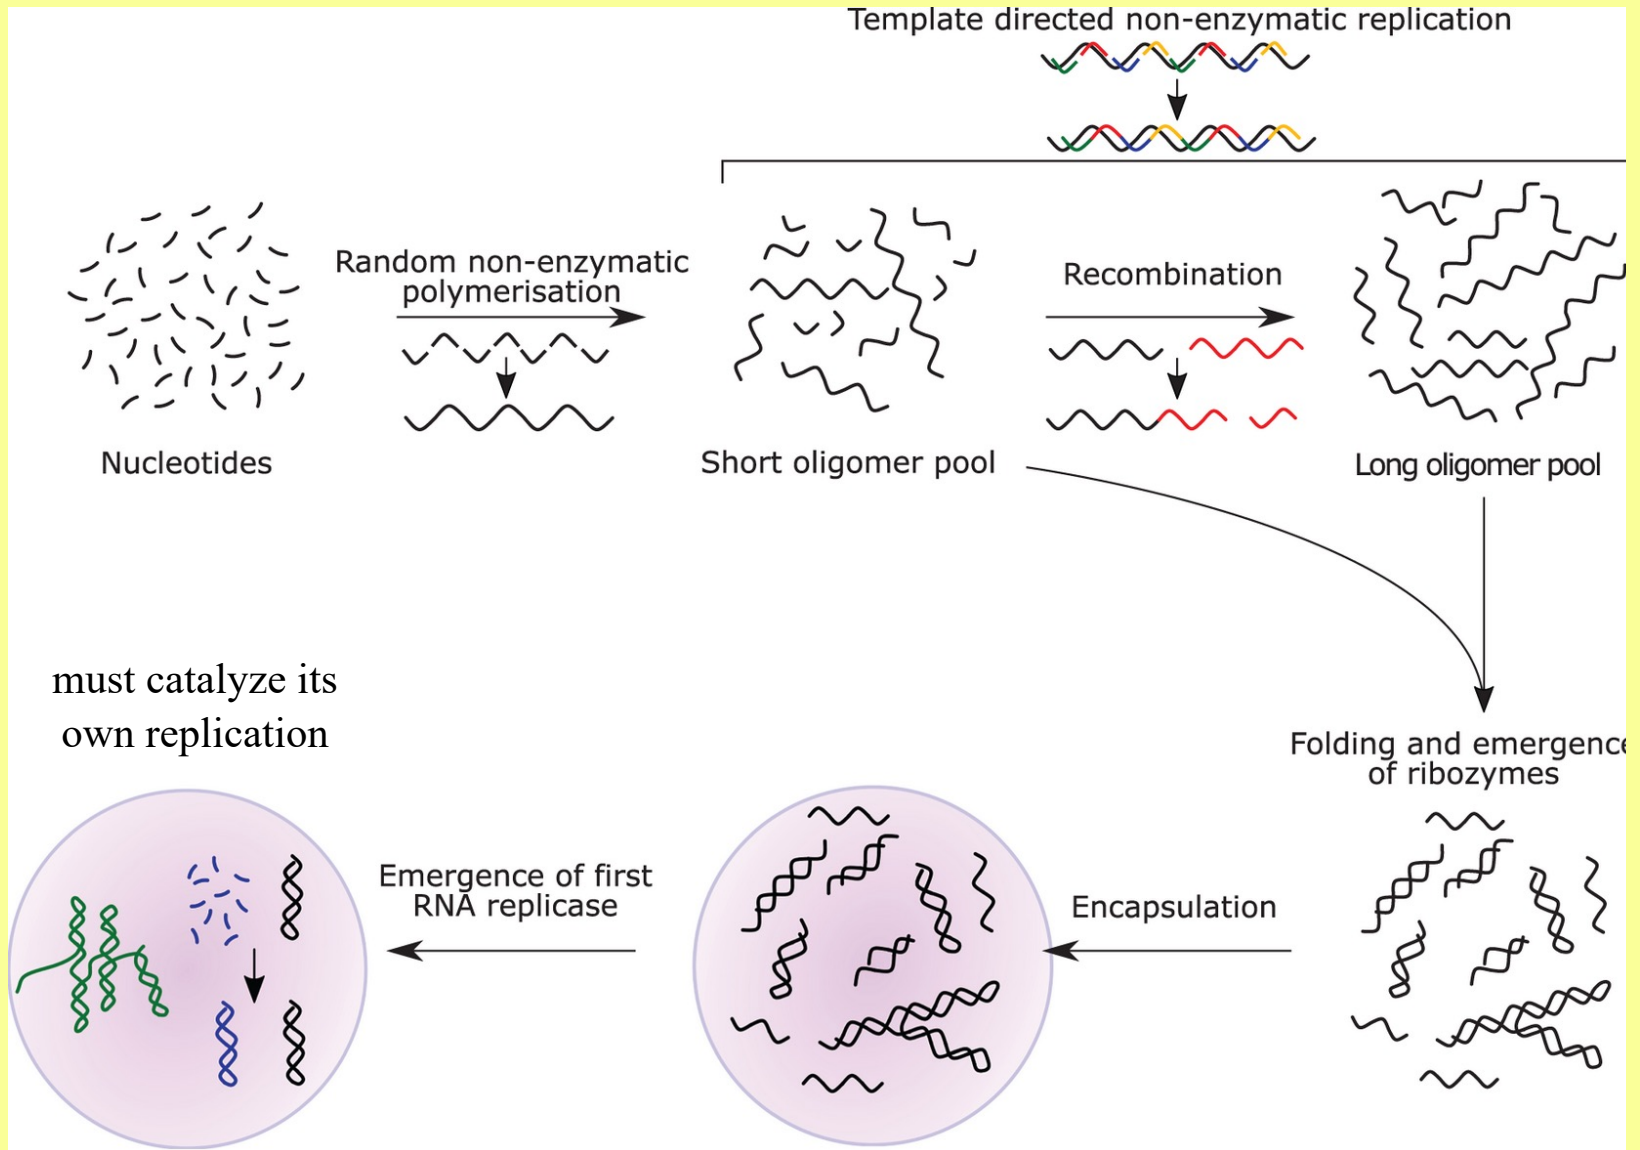 Template directed non-enzymatic replication
Random non-enzymatic
polymerisation
Recombination
Nucleotides
Short oligomer pool
Long oligomer pool
must catalyze its
own replication
Folding and emergence
of ribozymes
Emergence of first
RNA replicase
Encapsulation